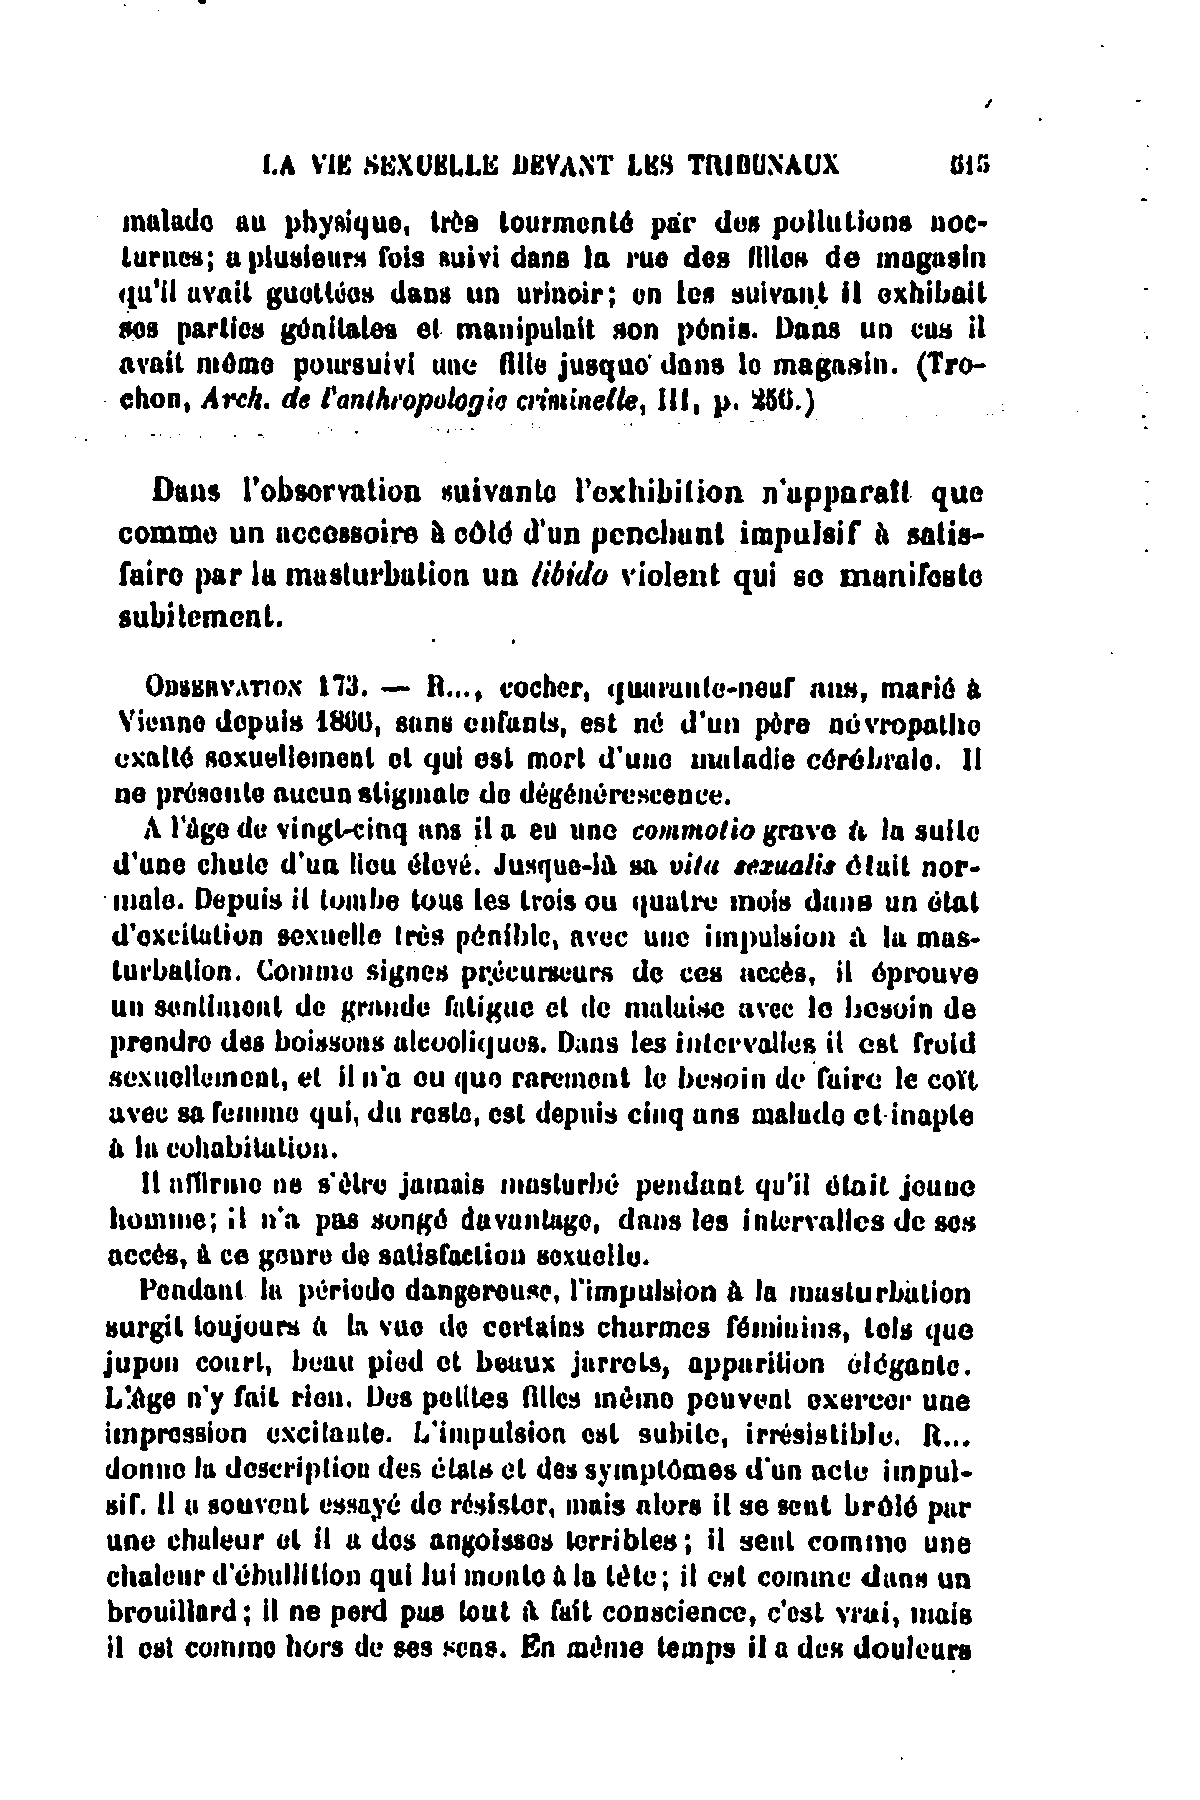 LA VIE SEXUELLE DEVANT LES TRIBUNAUX 515
malade au physique, très tourmenté par des pollutions noc-
turnes; a plusieurs fois suivi dans la rue des filles de magasin
qu'il avait guettées dans un urinoir; en les suivant il exhibait
ses parties génitales et manipulait son pénis. Dans un cas il
avait même poursuivi une fille jusque dans le magasin. (Tro-
chon, Arch. de l'anthropologie criminelle, III, p. 256.)
Dans l'observation suivante l'exhibition n'apparaît que
comme un accessoire à côté d'un penchant impulsif à satis-
faire par la masturbation un libido violent qui se manifeste
subitement.
OBSERVATION 173. — R..., cocher, quarante-neuf ans, marié à
Vienne depuis 1866, sans enfants, est né d'un père névropathe
exalté sexuellement et qui est mort d'une maladie cérébrale. Il
ne présente aucun stigmate de dégénérescence.
A l'âge de vingt-cinq ans il a eu une commotio grave à la suite
d'une chute d'un lieu élevé. Jusque-là sa vita sexualis était nor-
male. Depuis il tombe tous les trois ou quatre mois dans un état
d'excitation sexuelle très pénible, avec une impulsion à la mas-
turbation. Comme signes précurseurs de ces accès, il éprouve
un sentiment de grande fatigue et de malaise avec le besoin de
prendre des boissons alcooliques. Dans les intervalles il est froid
sexuellement, et il n'a eu que rarement le besoin de faire le coït
avec sa femme qui, du reste, est depuis cinq ans malade et inapte
à la cohabitation.
Il affirme ne s'être jamais masturbé pendant qu'il était jeune
homme; il n'a pas songé davantage, dans les intervalles de ses
accès, à ce genre de satisfaction sexuelle.
Pendant la période dangereuse, l'impulsion à la masturbation
surgit toujours à la vue de certains charmes féminins, tels que
jupon court, beau pied et beaux jarrets, apparition élégante.
L'âge n'y fait rien. Des petites filles même peuvent exercer une
impression excitante. L'impulsion est subite, irrésistible. R...
donne la description des états et des symptômes d'un acte impul-
sif. Il a souvent essayé de résister, mais alors il se sent brûlé par
une chaleur et il a des angoisses terribles; il sent comme une
chaleur d'ébullition qui lui monte à la tête; il est comme dans un
brouillard; il ne perd pas tout à fait conscience, c'est vrai, mais
il est comme hors de ses sens. En même temps il a des douleurs